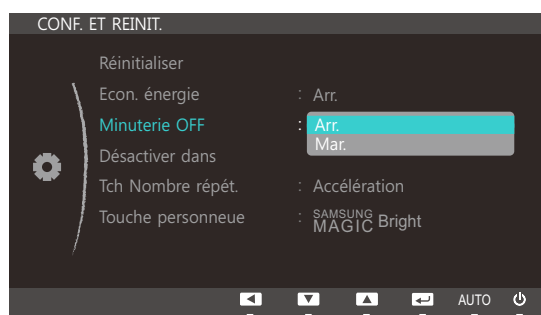 CONF. ET REINIT.
Réinitialiser
Econ. énergie : Arr.
Minuterie OFF : Arr.
Mar.
Désactiver dans
Tch Nombre répét. : Accélération
Touche personneue : SAMSUNG MAGIC Bright
AUTO